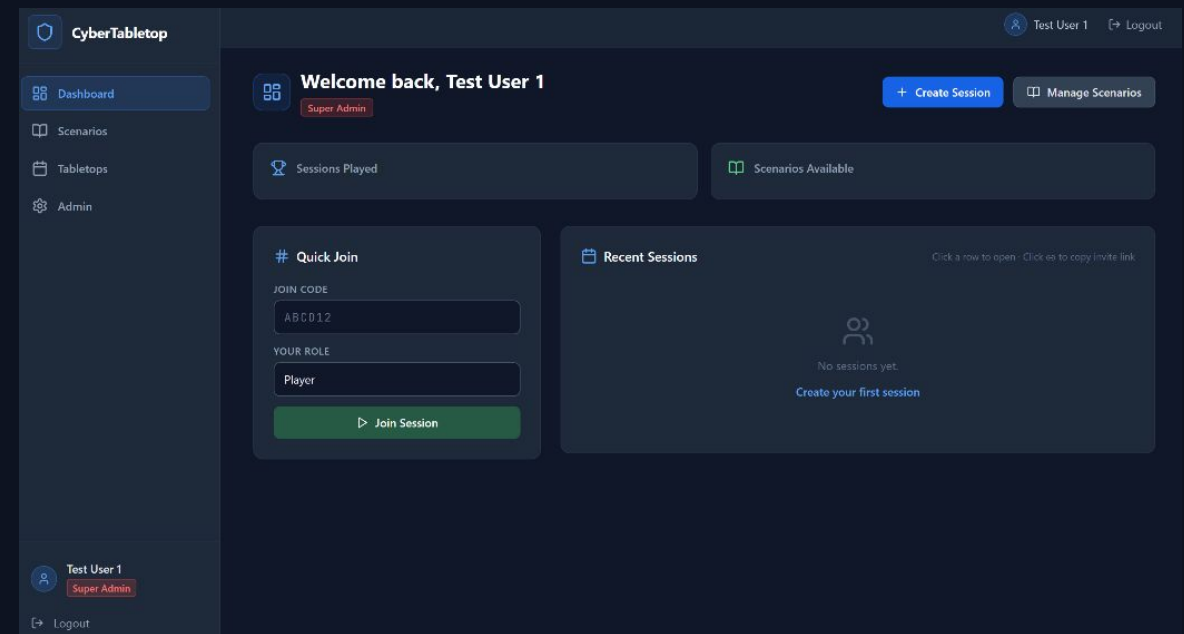 CyberTabletop
Test User 1
Logout
Dashboard
Scenarios
Tabletops
Admin
Welcome back, Test User 1
Super Admin
+ Create Session
Manage Scenarios
Sessions Played
Scenarios Available
# Quick Join
JOIN CODE
ABCD12
YOUR ROLE
Player
Join Session
Recent Sessions
Click a row to open · Click to copy invite link
No sessions yet.
Create your first session
Test User 1
Super Admin
Logout